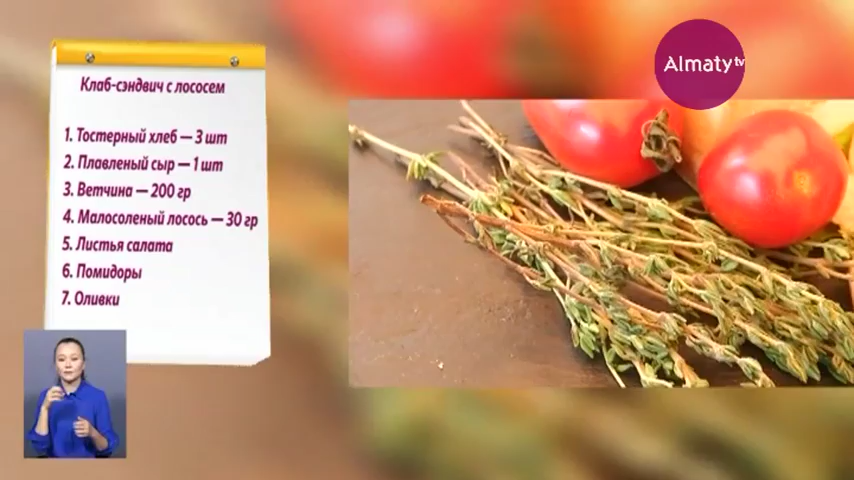 Almaty tv
Клаб-сэндвич с лососем
1. Тостерный хлеб — 3 шт
2. Плавленый сыр — 1 шт
3. Ветчина — 200 гр
4. Малосоленый лосось — 30 гр
5. Листья салата
6. Помидоры
7. Оливки